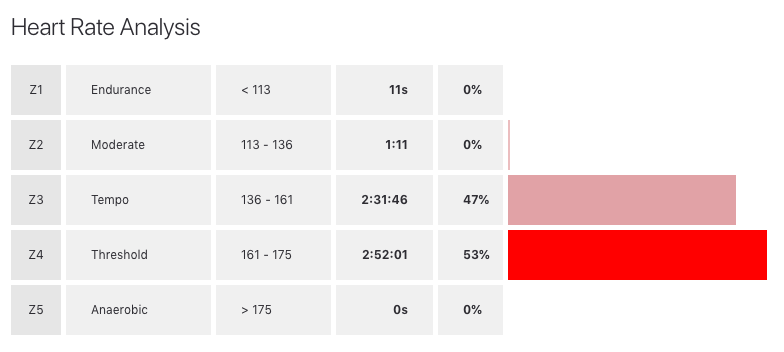 Heart Rate Analysis
Z1 Endurance < 113 11s 0%
Z2 Moderate 113 - 136 1:11 0%
Z3 Tempo 136 - 161 2:31:46 47%
Z4 Threshold 161 - 175 2:52:01 53%
Z5 Anaerobic > 175 0s 0%